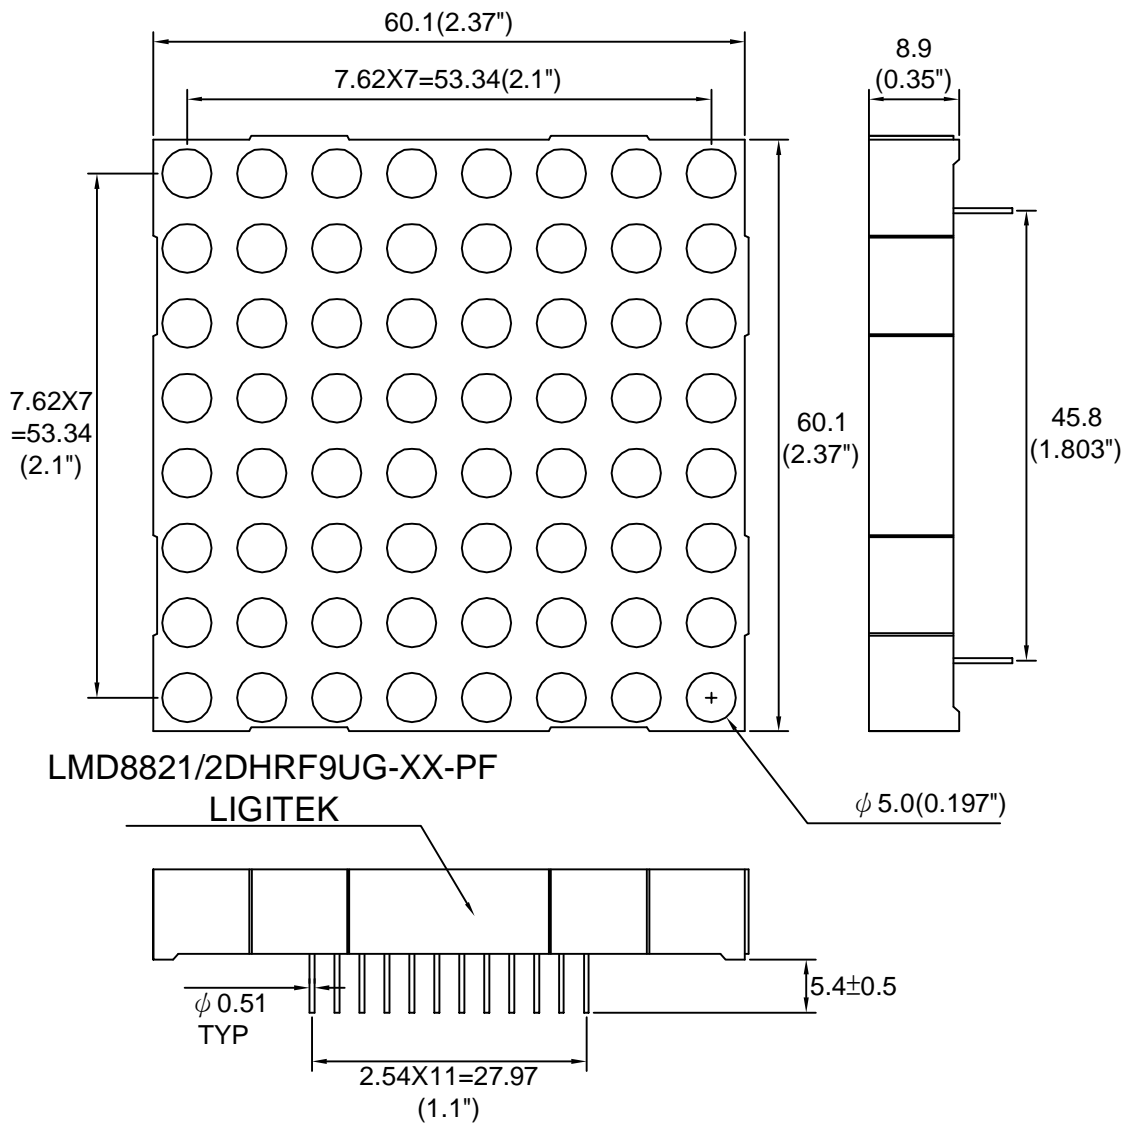 60.1(2.37")
7.62X7=53.34(2.1")
8.9
(0.35")
7.62X7
=53.34
(2.1")
60.1
(2.37")
45.8
(1.803")
LMD8821/2DHRF9UG-XX-PF
LIGITEK
ϕ 5.0(0.197")
ϕ 0.51
TYP
5.4±0.5
2.54X11=27.97
(1.1")